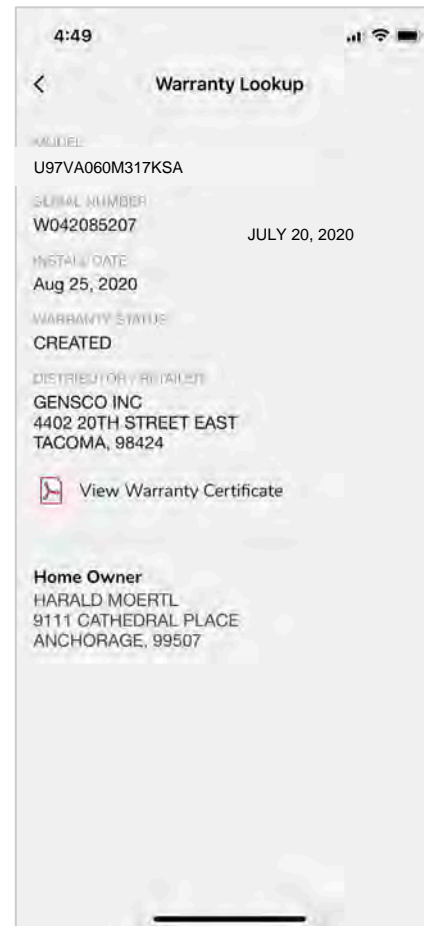 4:49
Warranty Lookup
MODEL
U97VA060M317KSA
SERIAL NUMBER
W042085207
JULY 20, 2020
INSTALL DATE
Aug 25, 2020
WARRANTY STATUS
CREATED
DISTRIBUTOR / RETAILER
GENSCO INC
4402 20TH STREET EAST
TACOMA, 98424
View Warranty Certificate
Home Owner
HARALD MOERTL
9111 CATHEDRAL PLACE
ANCHORAGE, 99507